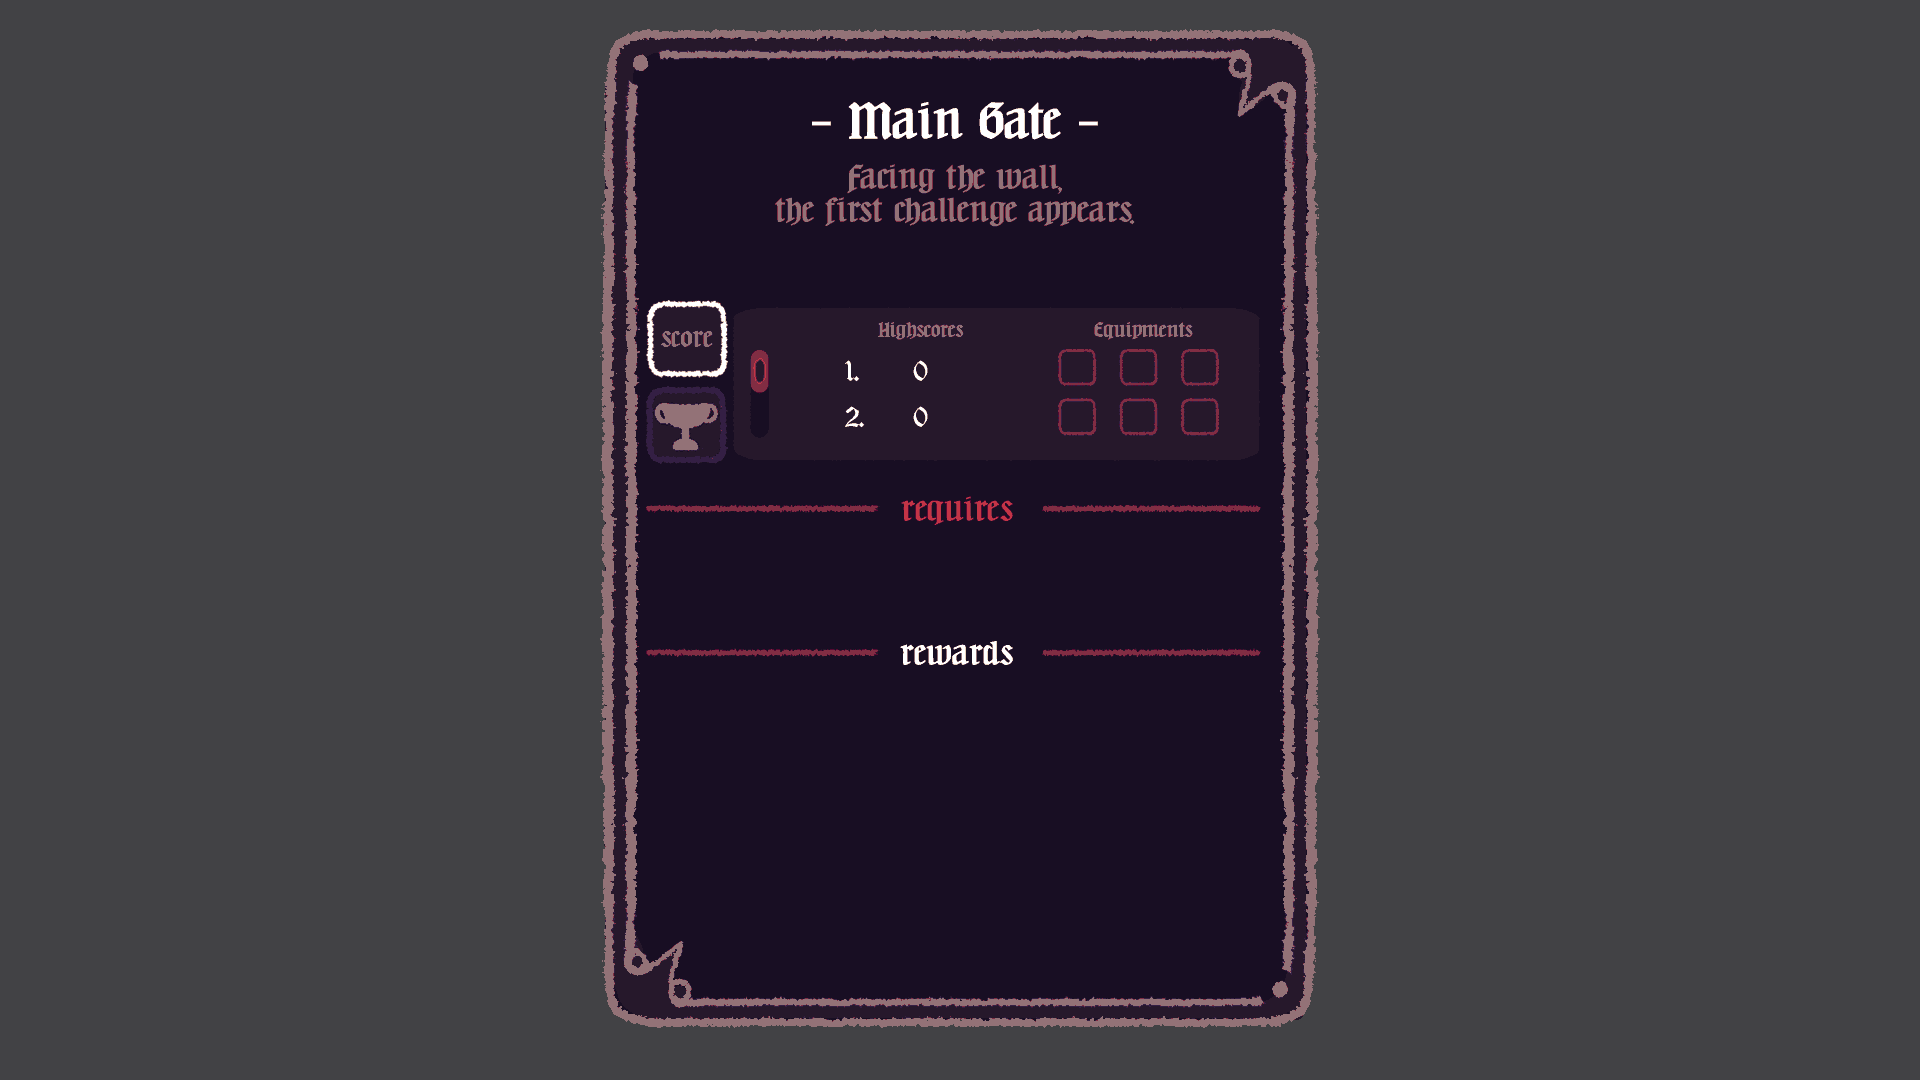 - Main Gate -
Facing the wall,
the first challenge appears.
score
Highscores Equipments
1. 0
2. 0
requires
rewards